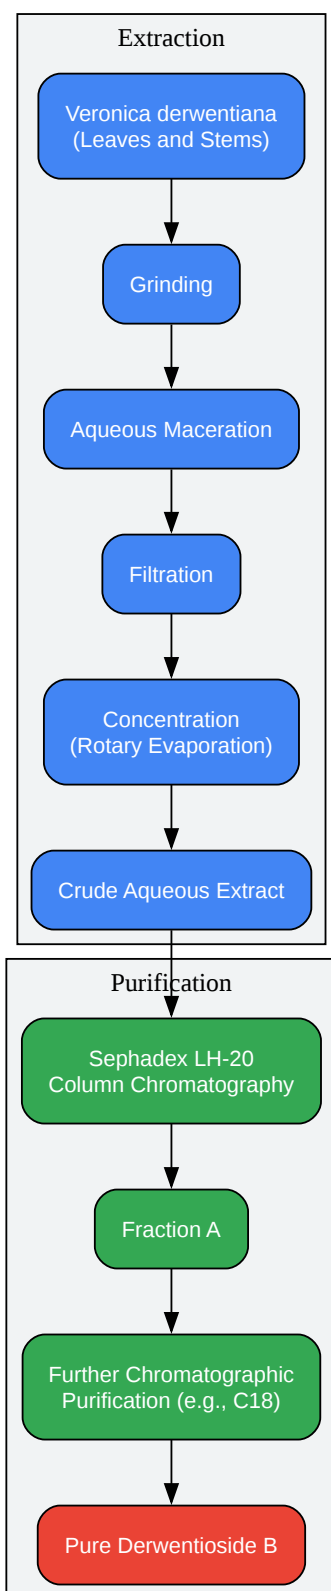 Extraction
Veronica derwentiana
(Leaves and Stems)
Grinding
Aqueous Maceration
Filtration
Concentration
(Rotary Evaporation)
Crude Aqueous Extract
Purification
Sephadex LH-20
Column Chromatography
Fraction A
Further Chromatographic
Purification (e.g., C18)
Pure Derwentioside B